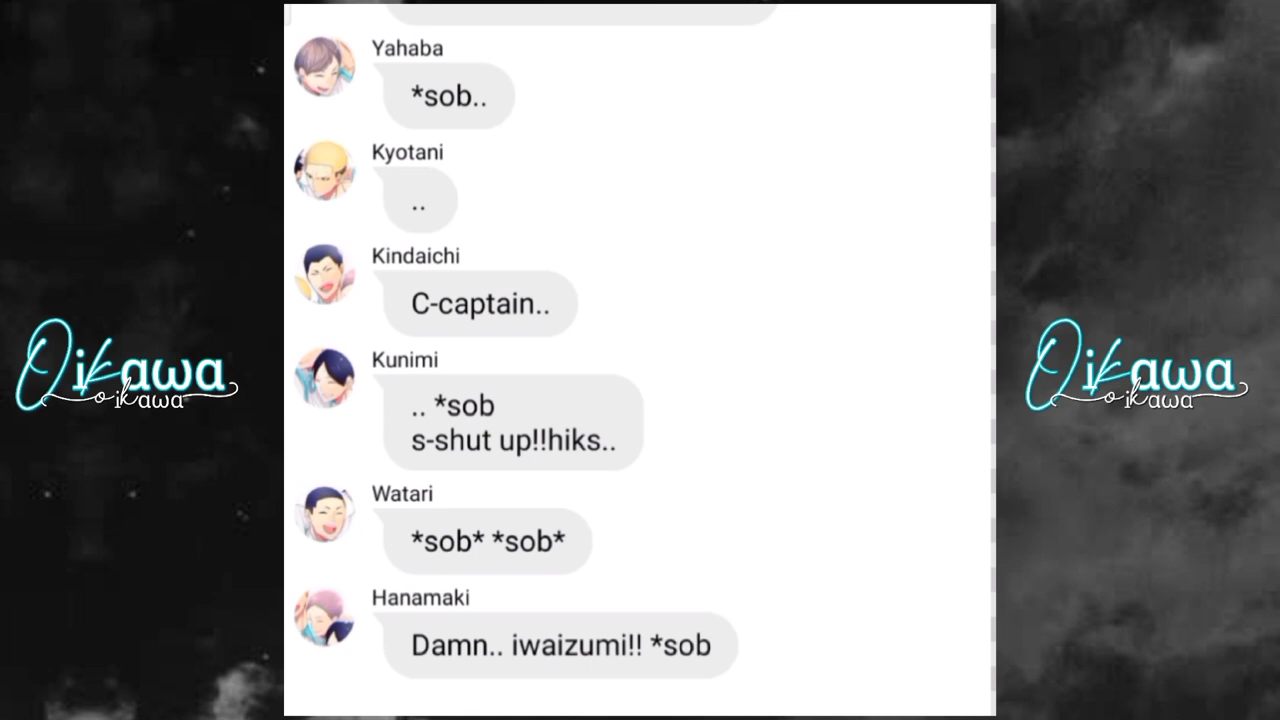 Yahaba
*sob..
Kyotani
..
Kindaichi
C-captain..
Kunimi
.. *sob
s-shut up!!hiks..
Watari
*sob* *sob*
Hanamaki
Damn.. iwaizumi!! *sob
Oikawa
oikawa
Oikawa
oikawa